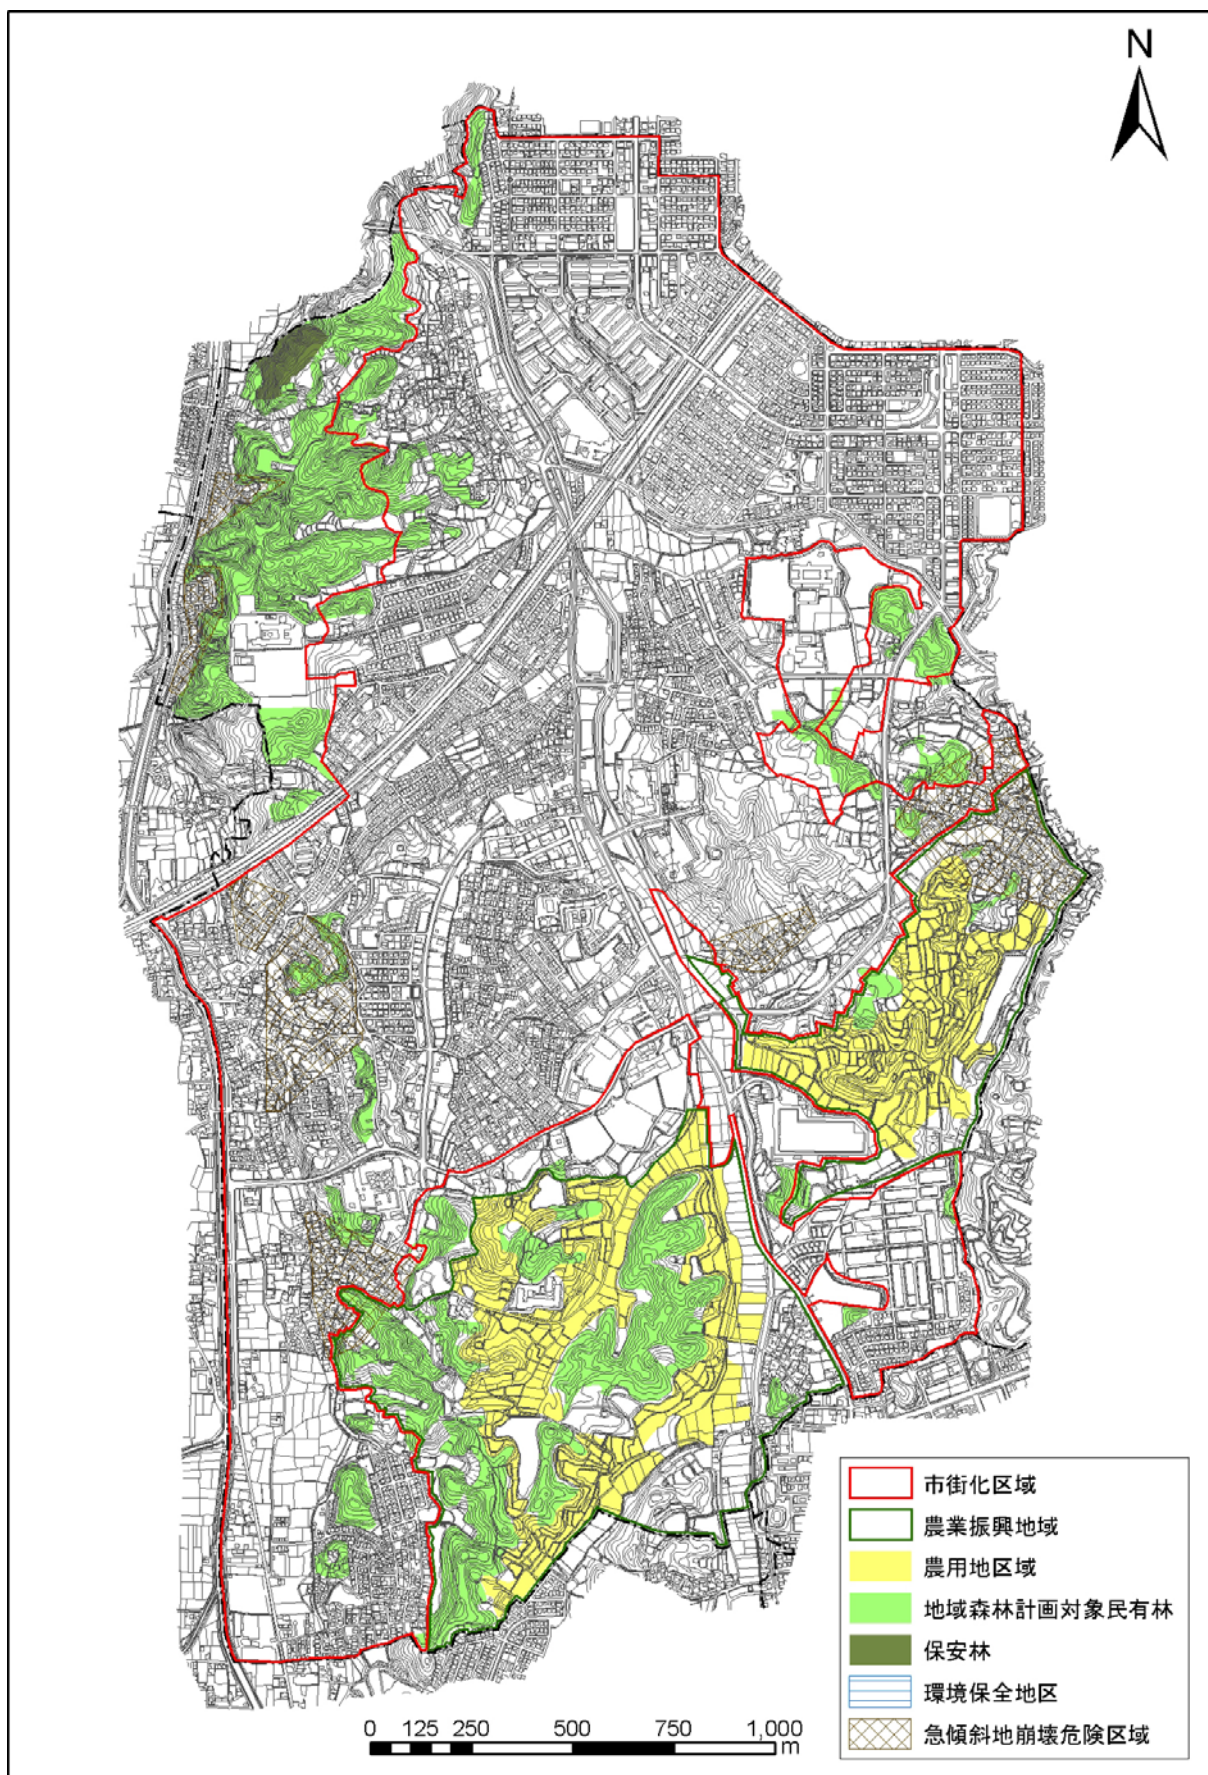 N
市街化区域
農業振興地域
農用地区域
地域森林計画対象民有林
保安林
環境保全地区
急傾斜地崩壊危険区域
0 125 250 500 750 1,000
m